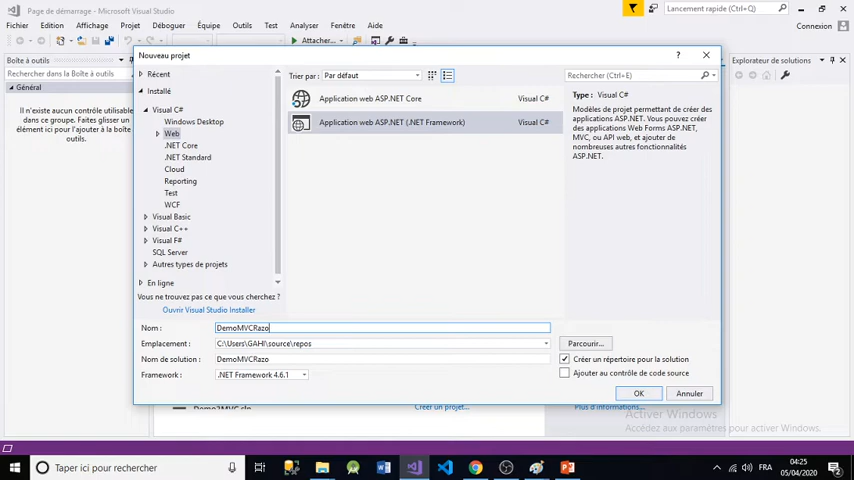 Page de démarrage - Microsoft Visual Studio
Lancement rapide (Ctrl+Q)
Fichier Edition Affichage Projet Déboguer Équipe Outils Test Analyser Fenêtre Aide
Connexion
Attacher...
Boîte à outils
Rechercher dans la boîte à outils
Général
Il n'existe aucun contrôle utilisable
dans ce groupe. Faites glisser un
élément ici pour l'ajouter à la boîte
d'outils.
Explorateur de solutions
Nouveau projet
Récent
Installé
Visual C#
Windows Desktop
Web
.NET Core
.NET Standard
Cloud
Reporting
Test
WCF
Visual Basic
Visual C++
Visual F#
SQL Server
Autres types de projets
En ligne
Vous ne trouvez pas ce que vous cherchez ?
Ouvrir Visual Studio Installer
Trier par : Par défaut
Application web ASP.NET Core Visual C#
Application web ASP.NET (.NET Framework) Visual C#
Rechercher (Ctrl+E)
Type : Visual C#
Modèles de projet permettant de créer des
applications ASP.NET. Vous pouvez créer
des applications Web Forms ASP.NET,
MVC, ou API web, et ajouter de
nombreuses autres fonctionnalités
ASP.NET.
Nom : DemoMVCRazo
Emplacement : C:\Users\GAHI\source\repos
Parcourir...
Nom de solution : DemoMVCRazo
Créer un répertoire pour la solution
Framework : .NET Framework 4.6.1
Ajouter au contrôle de code source
OK Annuler
Demo2MVC.sln
Créer un projet...
Plus d'informations...
Activer Windows
Accédez aux paramètres pour activer Windows.
Taper ici pour rechercher
FR
04:25
05/04/2020
2